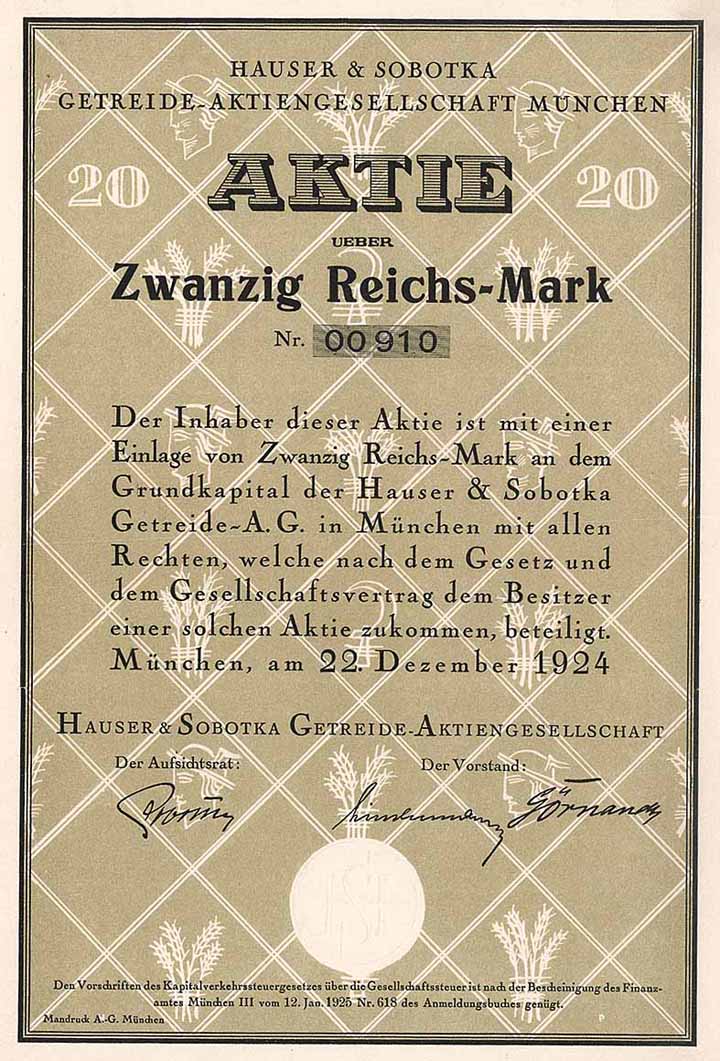 HAUSER & SOBOTKA
GETREIDE-AKTIENGESELLSCHAFT MÜNCHEN
20 AKTIE 20
UEBER
Zwanzig Reichs-Mark
Nr. 00910
Der Inhaber dieser Aktie ist mit einer
Einlage von Zwanzig Reichs-Mark an dem
Grundkapital der Hauser & Sobotka
Getreide-A.G. in München mit allen
Rechten, welche nach dem Gesetz und
dem Gesellschaftsvertrag dem Besitzer
einer solchen Aktie zukommen, beteiligt.
München, am 22. Dezember 1924
HAUSER & SOBOTKA GETREIDE-AKTIENGESELLSCHAFT
Der Aufsichtsrat: Der Vorstand:
Den Vorschriften des Kapitalverkehrssteuergesetzes über die Gesellschaftssteuer ist nach der Bescheinigung des Finanz-
amtes München III vom 12. Jan. 1925 Nr. 618 des Anmeldungsbuches genügt.
Mandruck A.-G. München